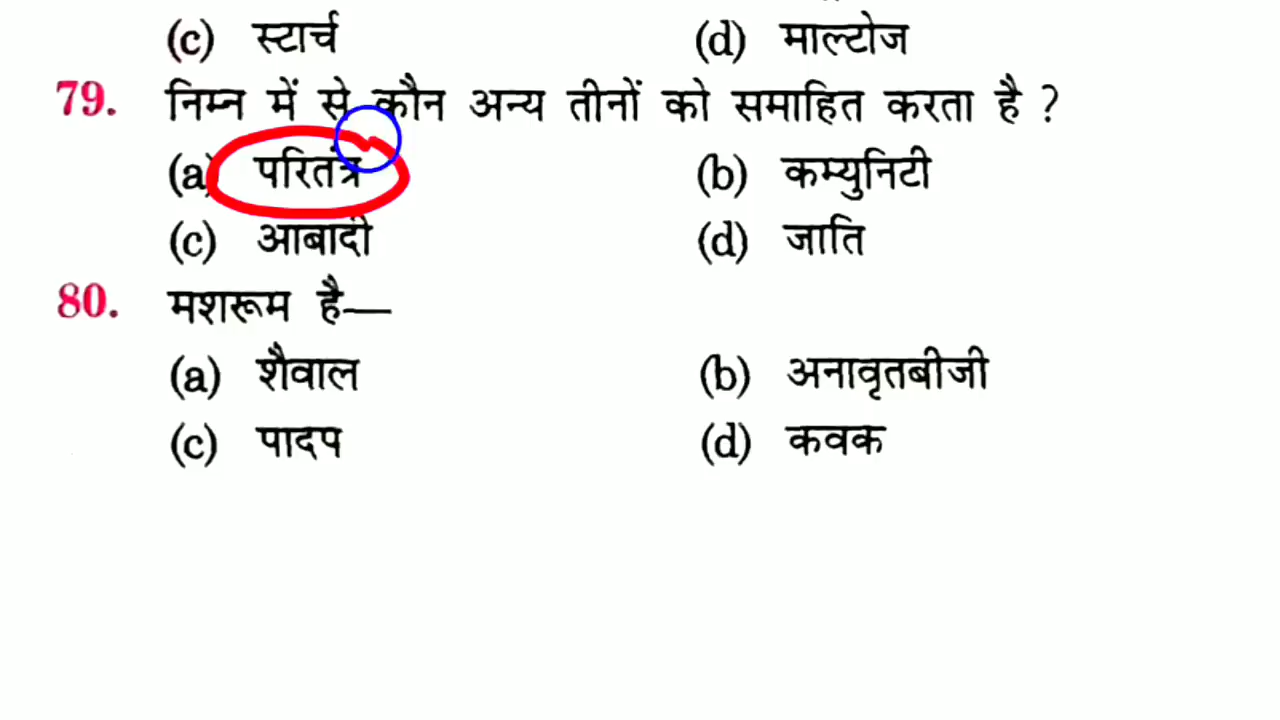 (c) स्टार्च (d) माल्टोज
79. निम्न में से कौन अन्य तीनों को समाहित करता है ?
(a) परितंत्र (b) कम्युनिटी
(c) आबादी (d) जाति
80. मशरूम है—
(a) शैवाल (b) अनावृतबीजी
(c) पादप (d) कवक